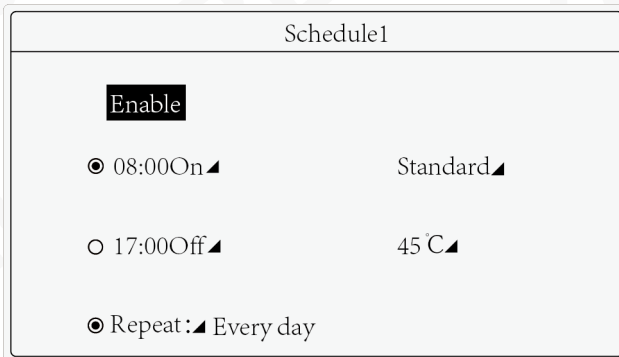 Schedule1
Enable
08:00On Standard
17:00Off 45℃
Repeat: Every day